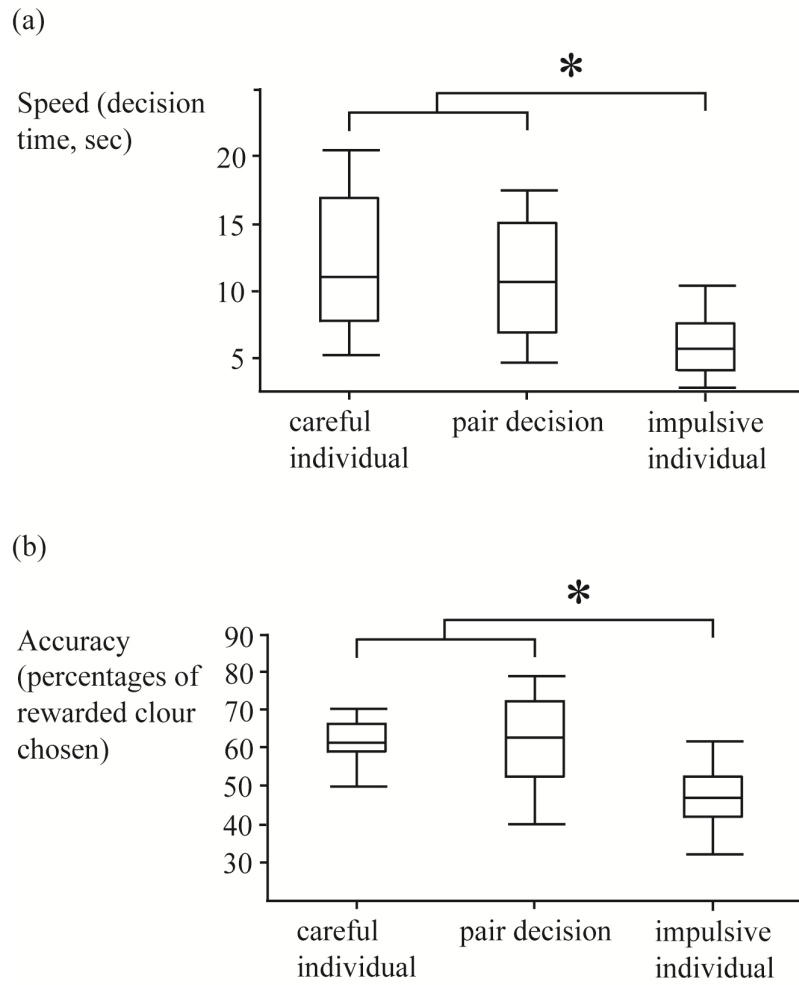 (a)
*
Speed (decision
time, sec)
20
15
10
5
careful
individual
pair decision
impulsive
individual
(b)
*
Accuracy
(percentages of
rewarded clour
chosen)
90
80
70
60
50
40
30
careful
individual
pair decision
impulsive
individual